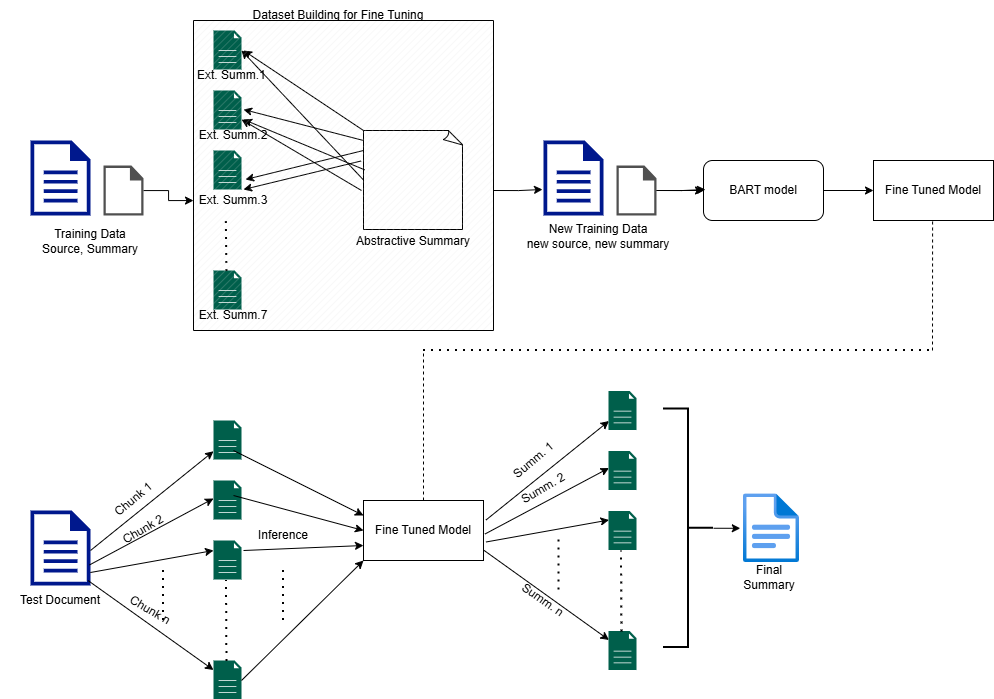 Dataset Building for Fine Tuning
Ext. Summ.1
Ext. Summ.2
Ext. Summ.3
Ext. Summ.7
Abstractive Summary
Training Data
Source, Summary
New Training Data
new source, new summary
BART model
Fine Tuned Model
Test Document
Chunk 1
Chunk 2
Chunk n
Inference
Fine Tuned Model
Summ. 1
Summ. 2
Summ. n
Final
Summary